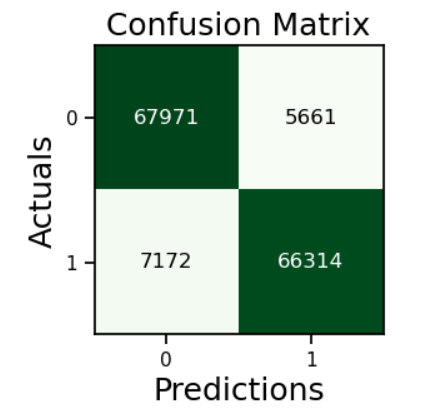 Confusion Matrix
Actuals
0
67971
5661
1
7172
66314
0
1
Predictions